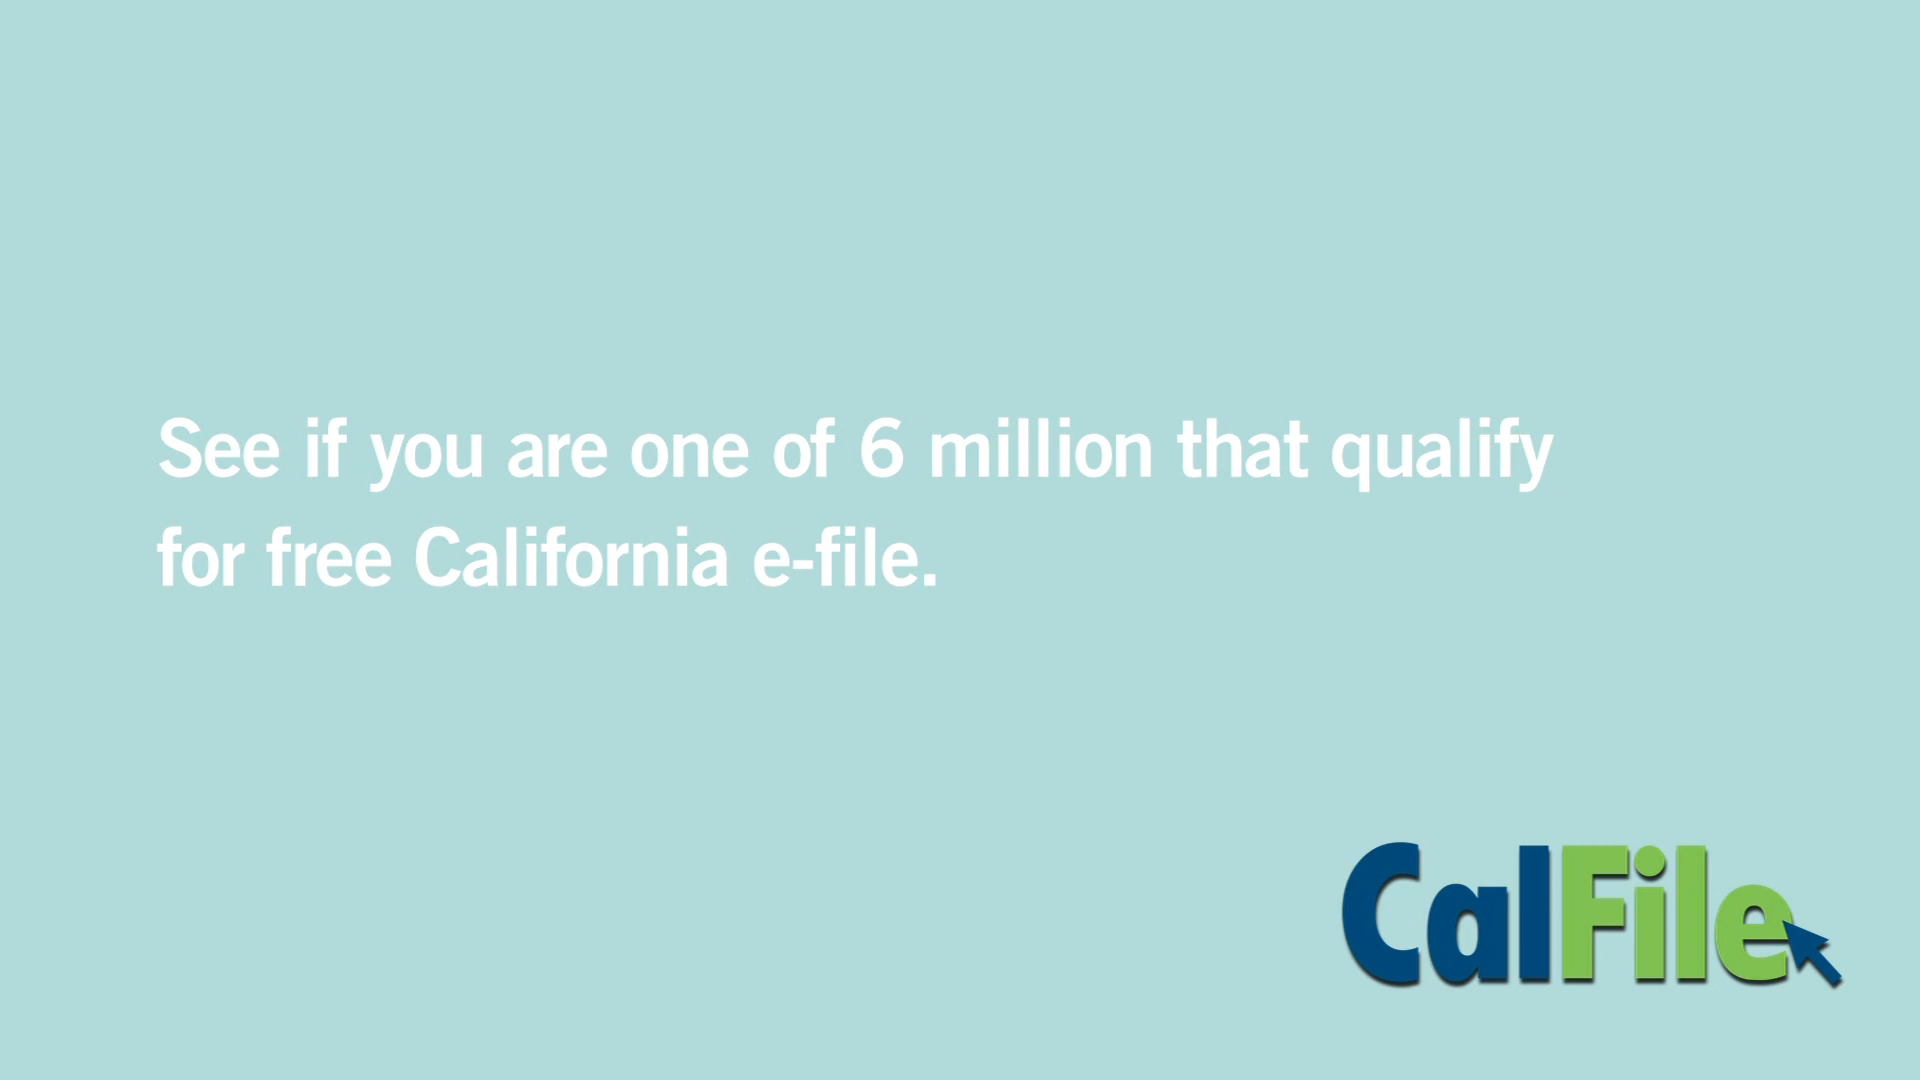 See if you are one of 6 million that qualify
for free California e-file.
CalFile